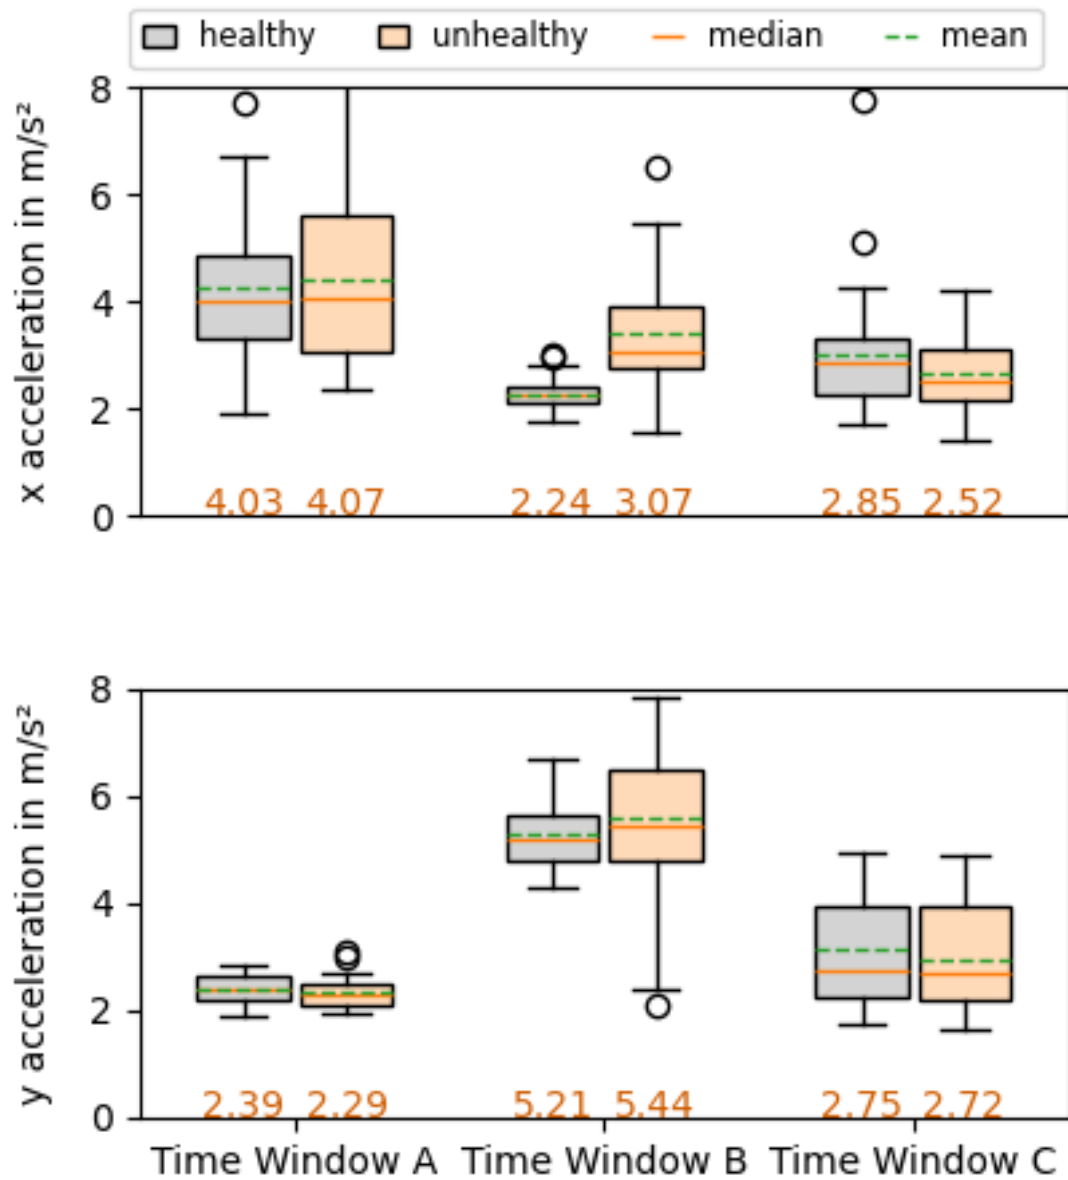 healthy unhealthy median mean
x acceleration in m/s²
8
6
4
2
0
4.03 4.07 2.24 3.07 2.85 2.52
y acceleration in m/s²
8
6
4
2
0
2.39 2.29 5.21 5.44 2.75 2.72
Time Window A Time Window B Time Window C